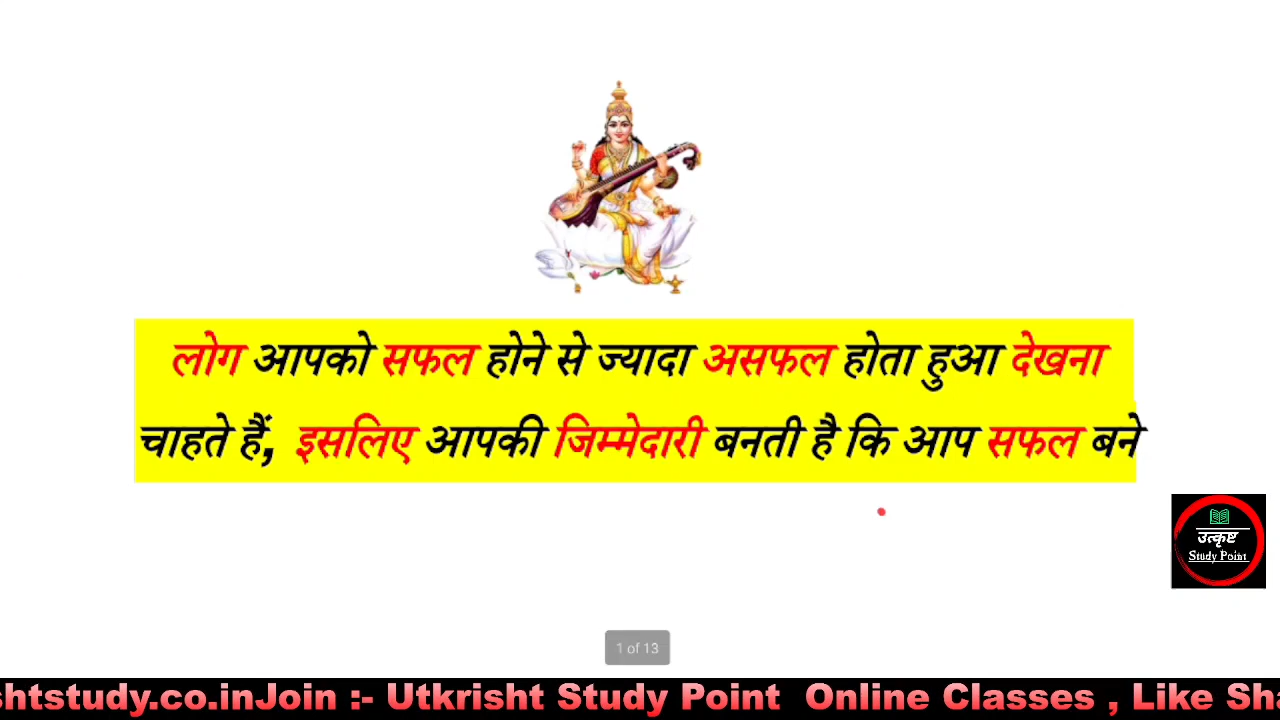 लोग आपको सफल होने से ज्यादा असफल होता हुआ देखना
चाहते हैं, इसलिए आपकी जिम्मेदारी बनती है कि आप सफल बने
उत्कृष्ट
Study Point
1 of 13
htstudy.co.inJoin :- Utkrisht Study Point Online Classes , Like Sh